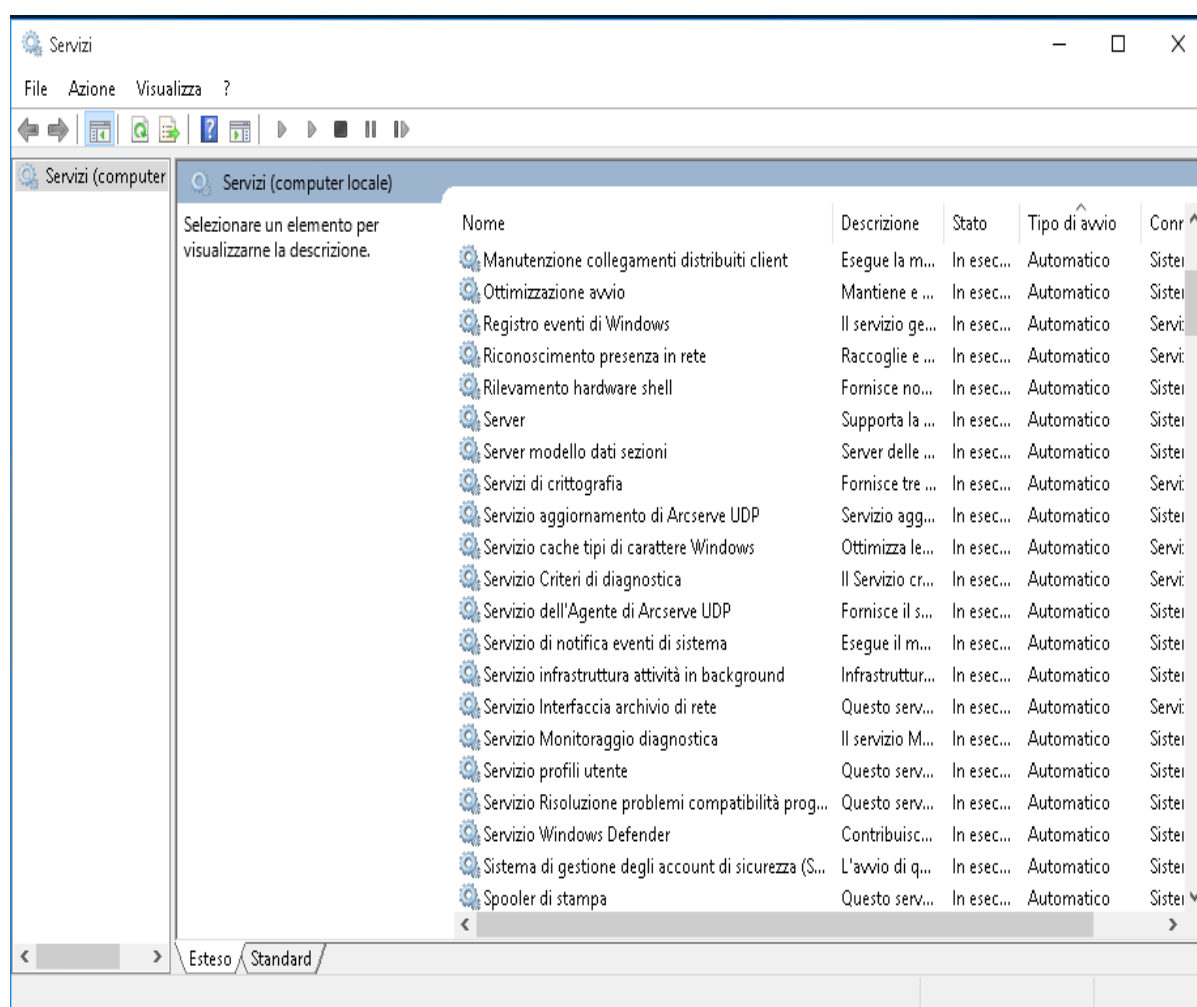 Servizi
File Azione Visualizza ?
Servizi (computer
Servizi (computer locale)
Selezionare un elemento per
visualizzarne la descrizione.
Nome Descrizione Stato Tipo di avvio Conr
Manutenzione collegamenti distribuiti client Esegue la m... In esec... Automatico Sister
Ottimizzazione avvio Mantiene e ... In esec... Automatico Sister
Registro eventi di Windows Il servizio ge... In esec... Automatico Servi:
Riconoscimento presenza in rete Raccoglie e ... In esec... Automatico Servi:
Rilevamento hardware shell Fornisce no... In esec... Automatico Sister
Server Supporta la ... In esec... Automatico Sister
Server modello dati sezioni Server delle ... In esec... Automatico Sister
Servizi di crittografia Fornisce tre ... In esec... Automatico Servi:
Servizio aggiornamento di Arcserve UDP Servizio agg... In esec... Automatico Sister
Servizio cache tipi di carattere Windows Ottimizza le... In esec... Automatico Servi:
Servizio Criteri di diagnostica Il Servizio cr... In esec... Automatico Servi:
Servizio dell'Agente di Arcserve UDP Fornisce il s... In esec... Automatico Sister
Servizio di notifica eventi di sistema Esegue il m... In esec... Automatico Sister
Servizio infrastruttura attività in background Infrastruttur... In esec... Automatico Sister
Servizio Interfaccia archivio di rete Questo serv... In esec... Automatico Servi:
Servizio Monitoraggio diagnostica Il servizio M... In esec... Automatico Sister
Servizio profili utente Questo serv... In esec... Automatico Sister
Servizio Risoluzione problemi compatibilità prog... Questo serv... In esec... Automatico Sister
Servizio Windows Defender Contribuisc... In esec... Automatico Sister
Sistema di gestione degli account di sicurezza (S... L'avvio di q... In esec... Automatico Sister
Spooler di stampa Questo serv... In esec... Automatico Sister
Esteso Standard